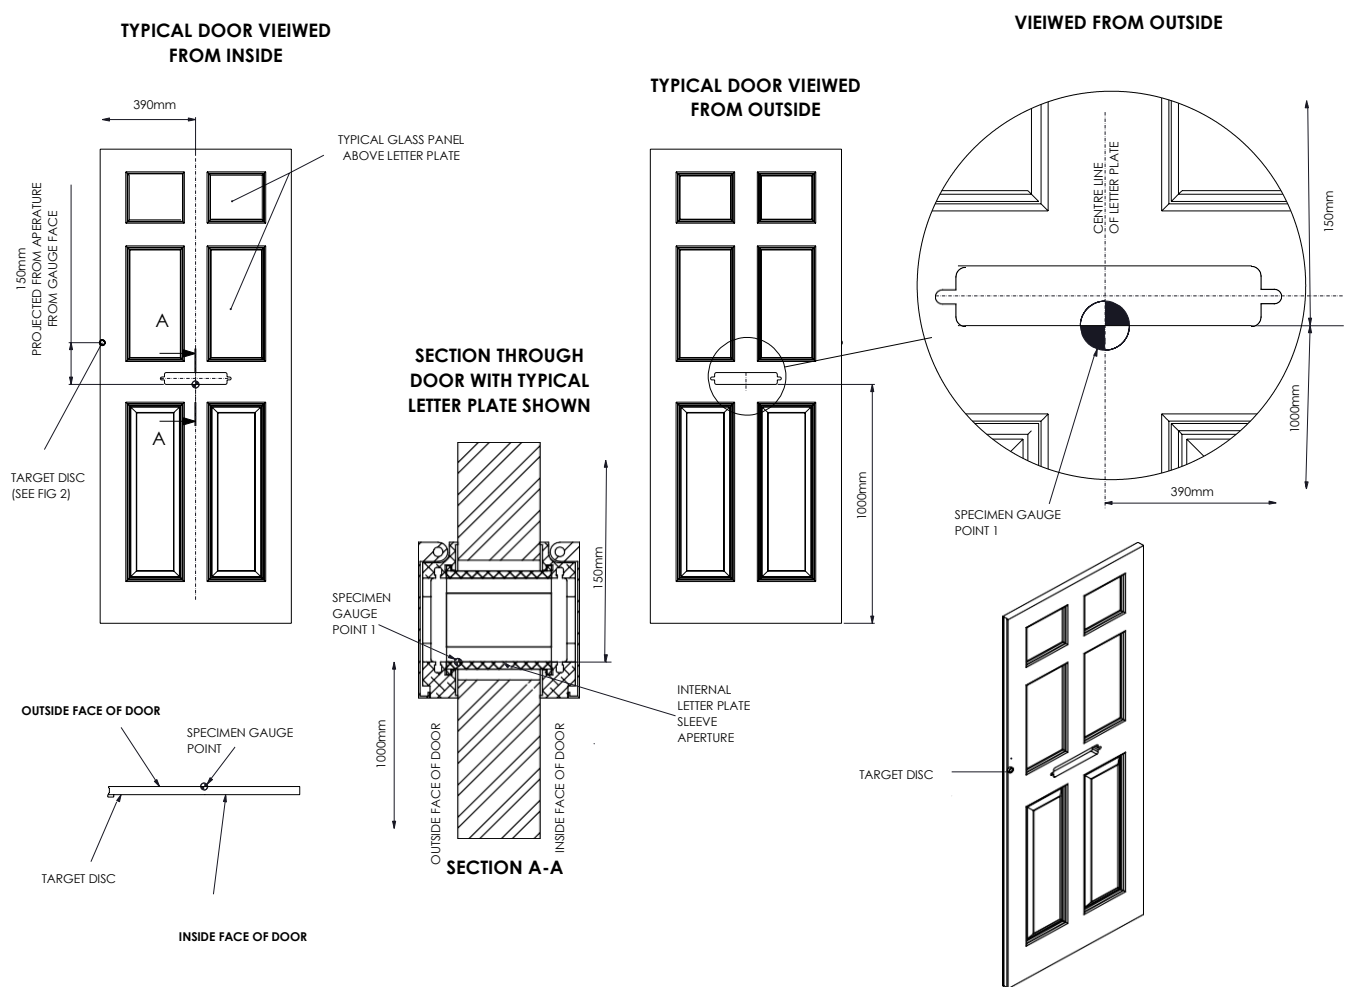 TYPICAL DOOR VIEIWED
FROM INSIDE
390mm
TYPICAL GLASS PANEL
ABOVE LETTER PLATE
150mm
PROJECTED FROM APERATURE
FROM GAUGE FACE
A
A
TARGET DISC
(SEE FIG 2)
SECTION THROUGH
DOOR WITH TYPICAL
LETTER PLATE SHOWN
150mm
SPECIMEN
GAUGE
POINT 1
1000mm
INTERNAL
LETTER PLATE
SLEEVE
APERTURE
OUTSIDE FACE OF DOOR
INSIDE FACE OF DOOR
SECTION A-A
TYPICAL DOOR VIEIWED
FROM OUTSIDE
1000mm
VIEIWED FROM OUTSIDE
CENTRE LINE
OF LETTER PLATE
150mm
1000mm
390mm
SPECIMEN GAUGE
POINT 1
OUTSIDE FACE OF DOOR
SPECIMEN GAUGE
POINT
TARGET DISC
INSIDE FACE OF DOOR
TARGET DISC